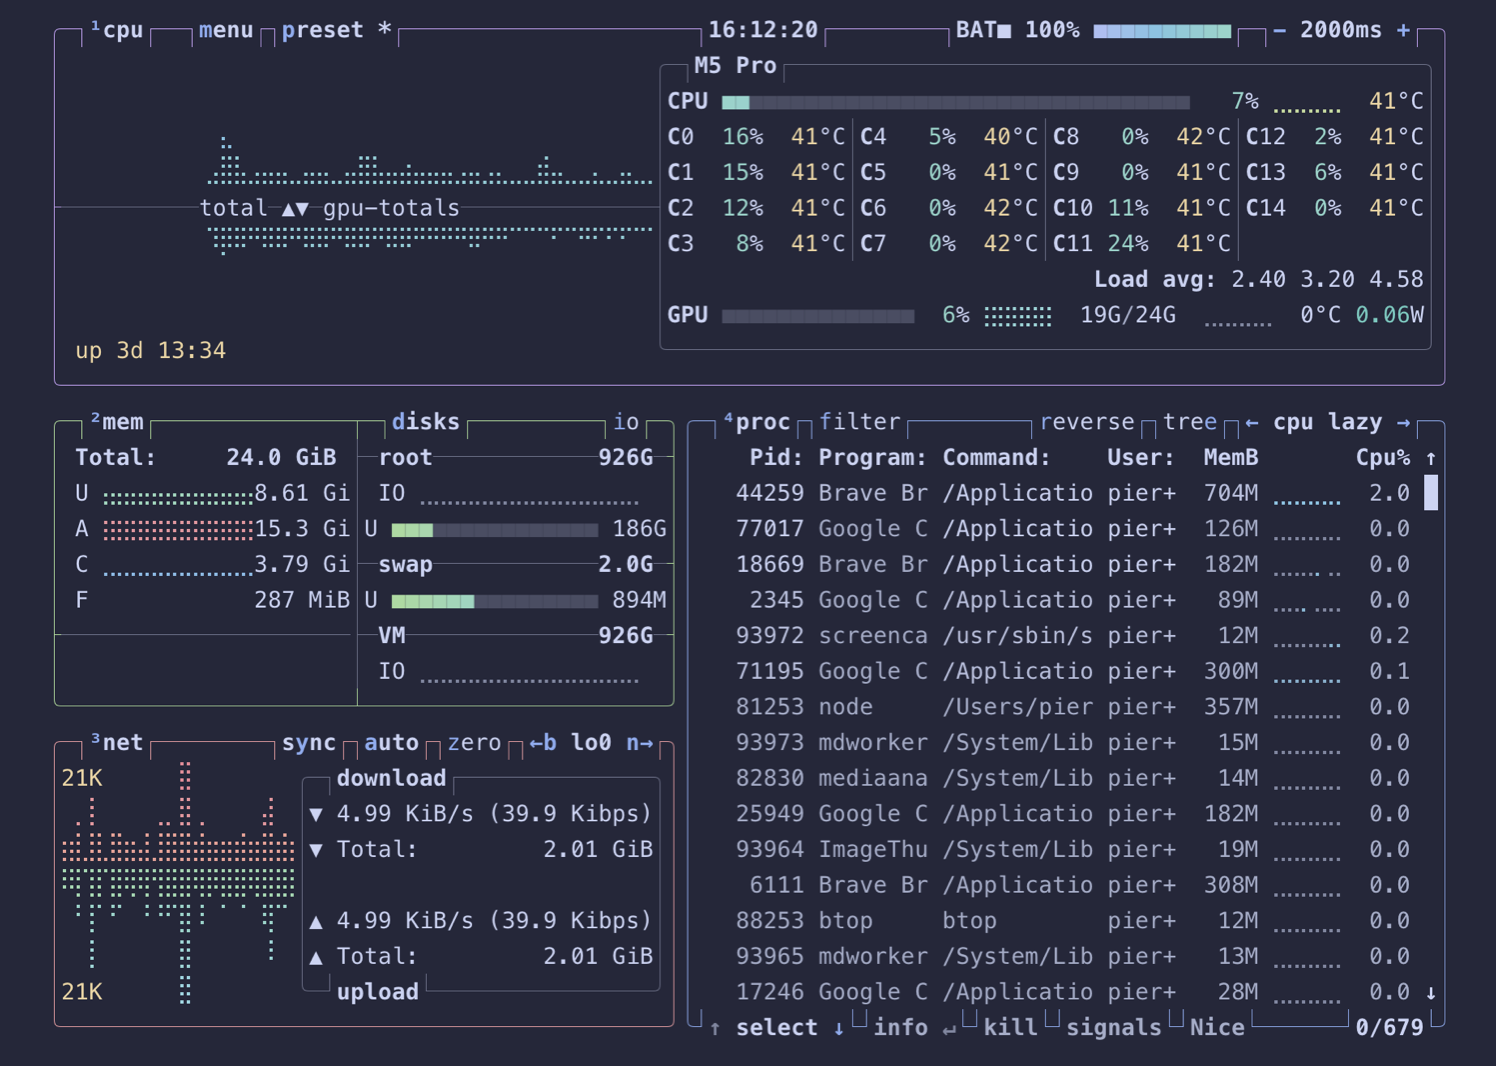 ¹cpu menu preset * 16:12:20 BAT■ 100% - 2000ms +
M5 Pro
CPU 7% 41°C
C0 16% 41°C C4 5% 40°C C8 0% 42°C C12 2% 41°C
C1 15% 41°C C5 0% 41°C C9 0% 41°C C13 6% 41°C
C2 12% 41°C C6 0% 42°C C10 11% 41°C C14 0% 41°C
C3 8% 41°C C7 0% 42°C C11 24% 41°C
total ▲▼ gpu-totals
Load avg: 2.40 3.20 4.58
GPU 6% 19G/24G 0°C 0.06W
up 3d 13:34
²mem disks io
Total: 24.0 GiB root 926G
U 8.61 Gi IO
A 15.3 Gi U 186G
C 3.79 Gi swap 2.0G
F 287 MiB U 894M
VM 926G
IO
³net sync auto zero ←b lo0 n→
21K download
▼ 4.99 KiB/s (39.9 Kibps)
▼ Total: 2.01 GiB
▲ 4.99 KiB/s (39.9 Kibps)
▲ Total: 2.01 GiB
21K upload
⁴proc filter reverse tree ← cpu lazy →
Pid: Program: Command: User: MemB Cpu% ↑
44259 Brave Br /Applicatio pier+ 704M 2.0
77017 Google C /Applicatio pier+ 126M 0.0
18669 Brave Br /Applicatio pier+ 182M 0.0
2345 Google C /Applicatio pier+ 89M 0.0
93972 screenca /usr/sbin/s pier+ 12M 0.2
71195 Google C /Applicatio pier+ 300M 0.1
81253 node /Users/pier pier+ 357M 0.0
93973 mdworker /System/Lib pier+ 15M 0.0
82830 mediaana /System/Lib pier+ 14M 0.0
25949 Google C /Applicatio pier+ 182M 0.0
93964 ImageThu /System/Lib pier+ 19M 0.0
6111 Brave Br /Applicatio pier+ 308M 0.0
88253 btop btop pier+ 12M 0.0
93965 mdworker /System/Lib pier+ 13M 0.0
17246 Google C /Applicatio pier+ 28M 0.0 ↓
↑ select ↓ info ↵ kill signals Nice 0/679